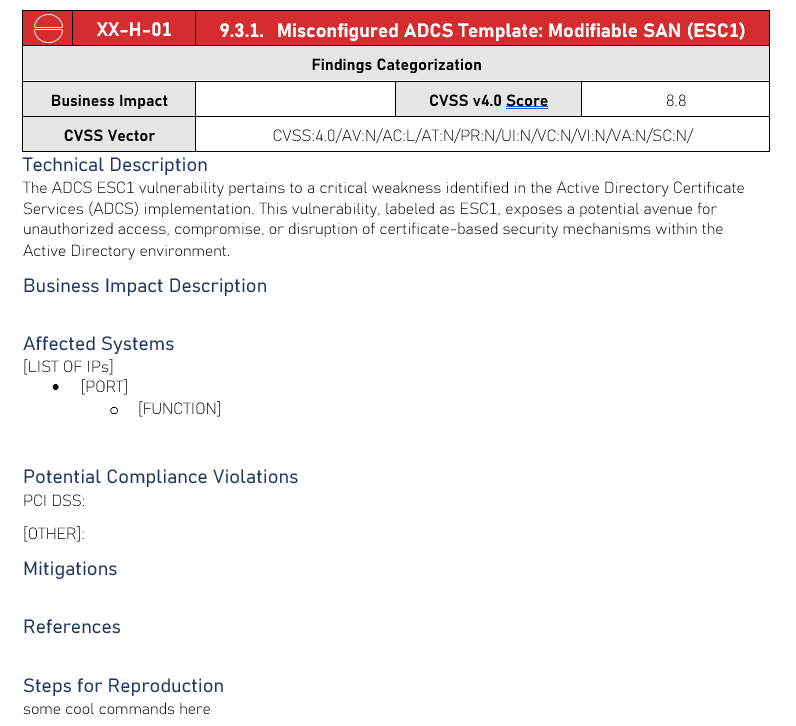 XX-H-01 9.3.1. Misconfigured ADCS Template: Modifiable SAN (ESC1)
Findings Categorization
Business Impact CVSS v4.0 Score 8.8
CVSS Vector CVSS:4.0/AV:N/AC:L/AT:N/PR:N/UI:N/VC:N/VI:N/VA:N/SC:N/
Technical Description
The ADCS ESC1 vulnerability pertains to a critical weakness identified in the Active Directory Certificate
Services (ADCS) implementation. This vulnerability, labeled as ESC1, exposes a potential avenue for
unauthorized access, compromise, or disruption of certificate-based security mechanisms within the
Active Directory environment.
Business Impact Description
Affected Systems
[LIST OF IPs]
• [PORT]
o [FUNCTION]
Potential Compliance Violations
PCI DSS:
[OTHER]:
Mitigations
References
Steps for Reproduction
some cool commands here